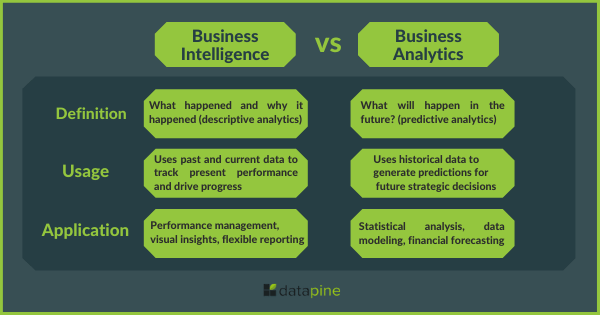 Business
Intelligence
VS
Business
Analytics
Definition
What happened and why it
happened (descriptive analytics)
What will happen in the
future? (predictive analytics)
Usage
Uses past and current data to
track present performance
and drive progress
Uses historical data to
generate predictions for
future strategic decisions
Application
Performance management,
visual insights, flexible reporting
Statistical analysis, data
modeling, financial forecasting
datapine